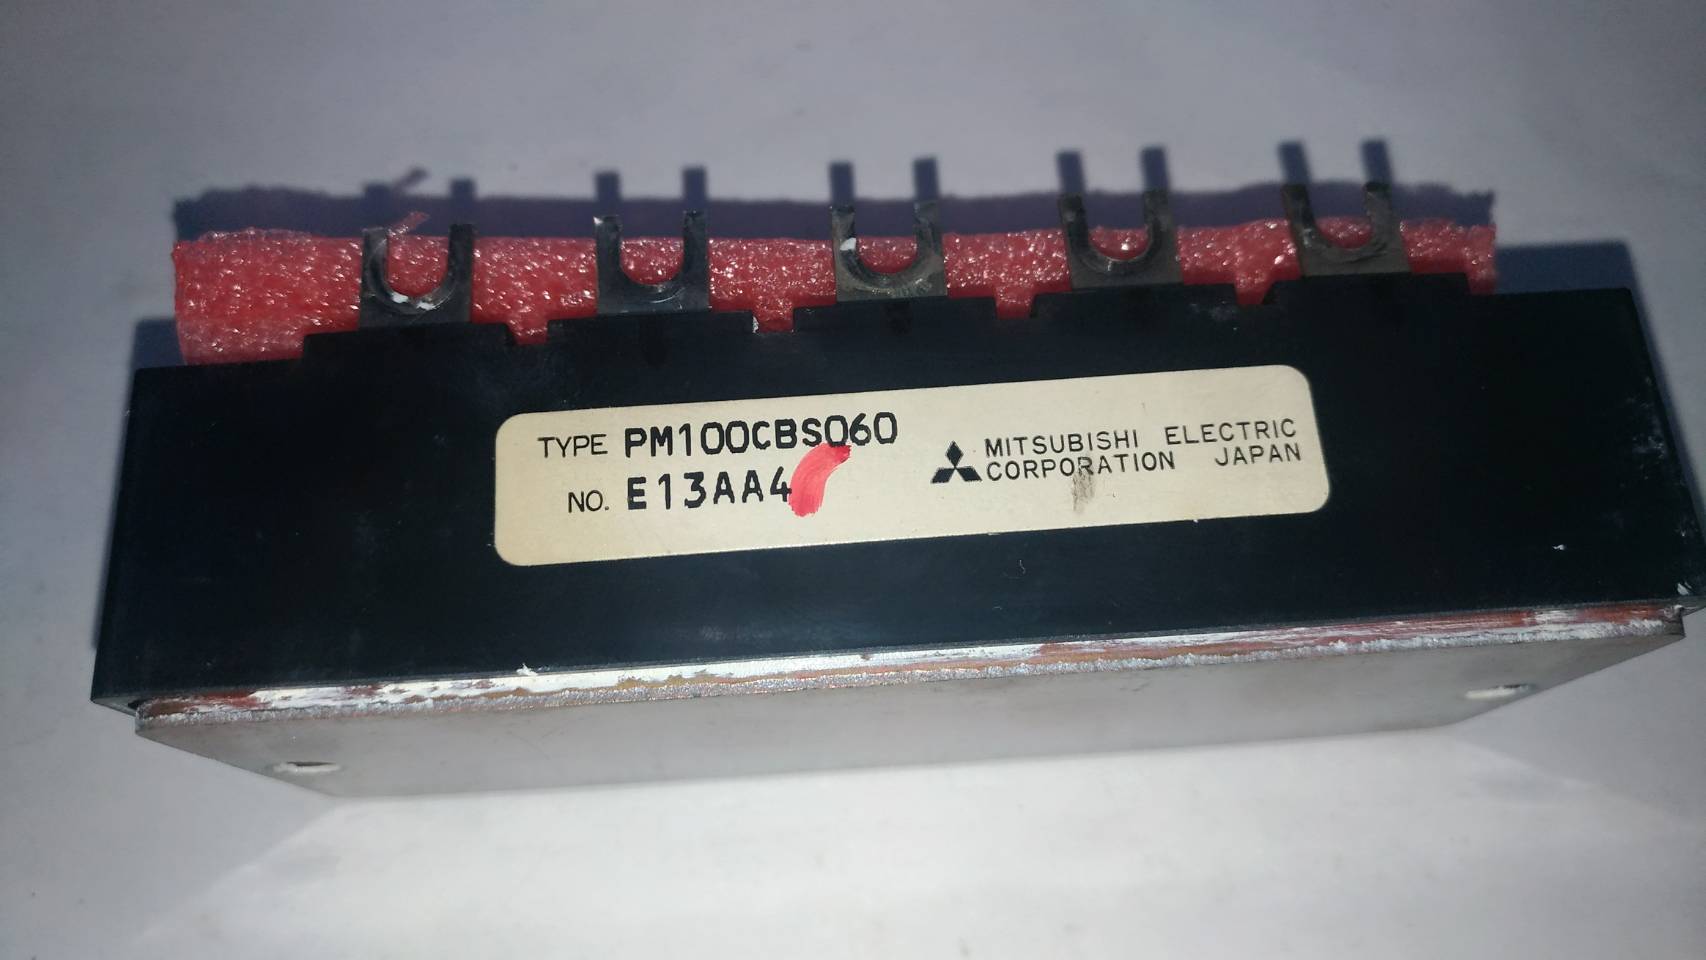 TYPE PM100CBS060
NO. E13AA4
MITSUBISHI ELECTRIC
CORPORATION JAPAN